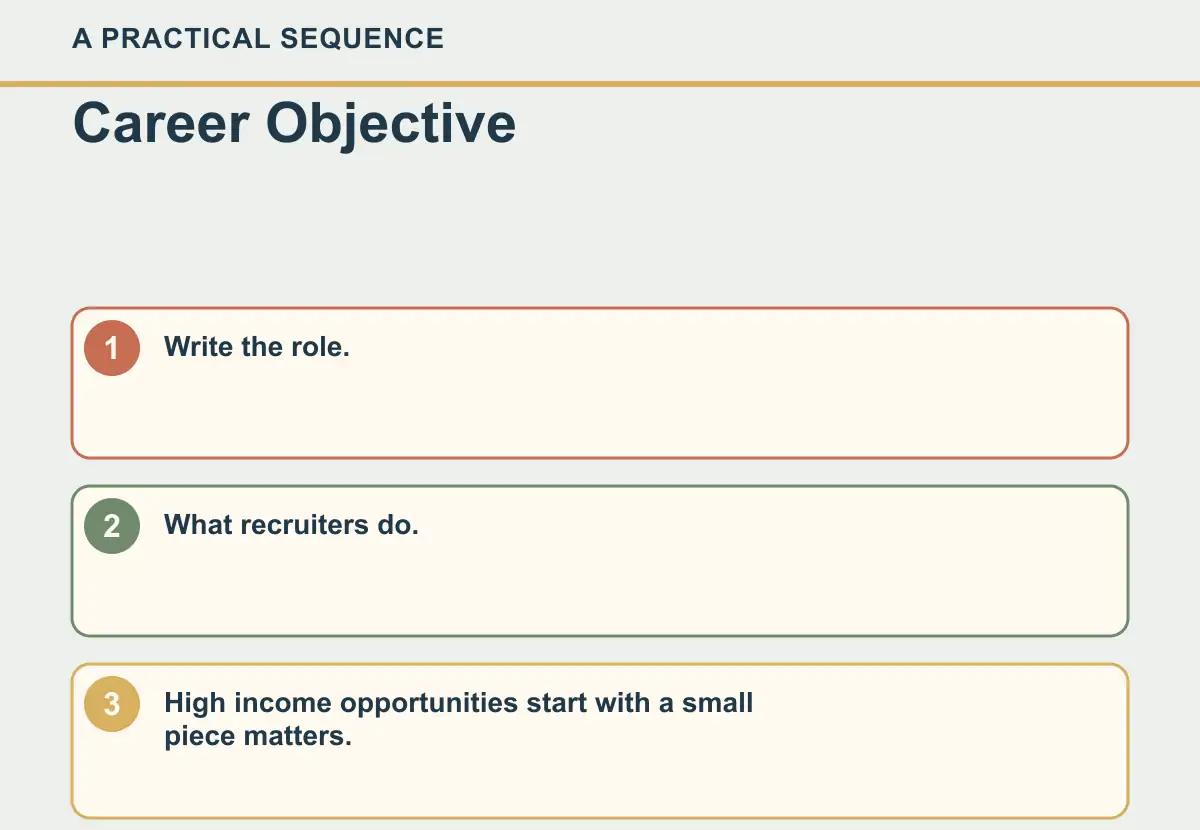 A PRACTICAL SEQUENCE
Career Objective
1
Write the role.
2
What recruiters do.
3
High income opportunities start with a small
piece matters.